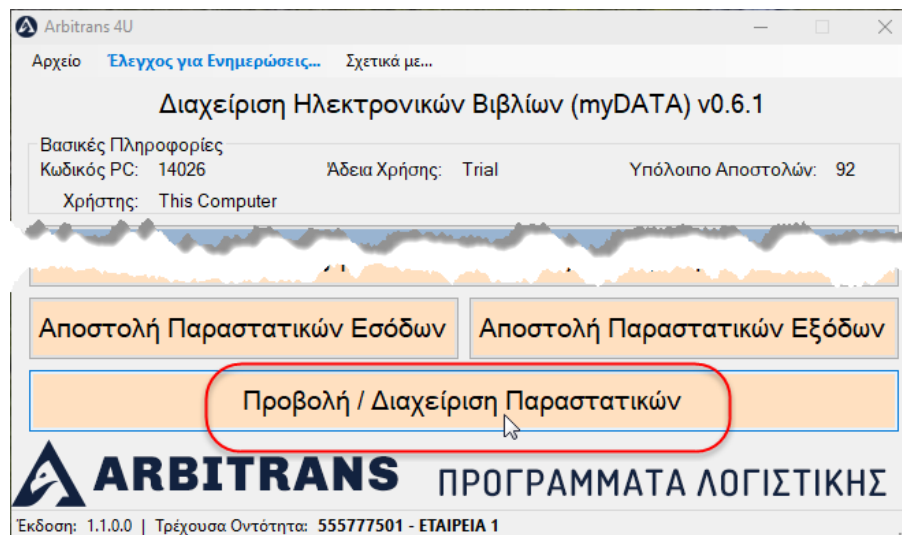 Arbitrans 4U
Αρχείο Έλεγχος για Ενημερώσεις... Σχετικά με...
Διαχείριση Ηλεκτρονικών Βιβλίων (myDATA) v0.6.1
Βασικές Πληροφορίες
Κωδικός PC: 14026 Άδεια Χρήσης: Trial Υπόλοιπο Αποστολών: 92
Χρήστης: This Computer
Αποστολή Παραστατικών Εσόδων Αποστολή Παραστατικών Εξόδων
Προβολή / Διαχείριση Παραστατικών
ARBITRANS ΠΡΟΓΡΑΜΜΑΤΑ ΛΟΓΙΣΤΙΚΗΣ
Έκδοση: 1.1.0.0 | Τρέχουσα Οντότητα: 555777501 - ΕΤΑΙΡΕΙΑ 1